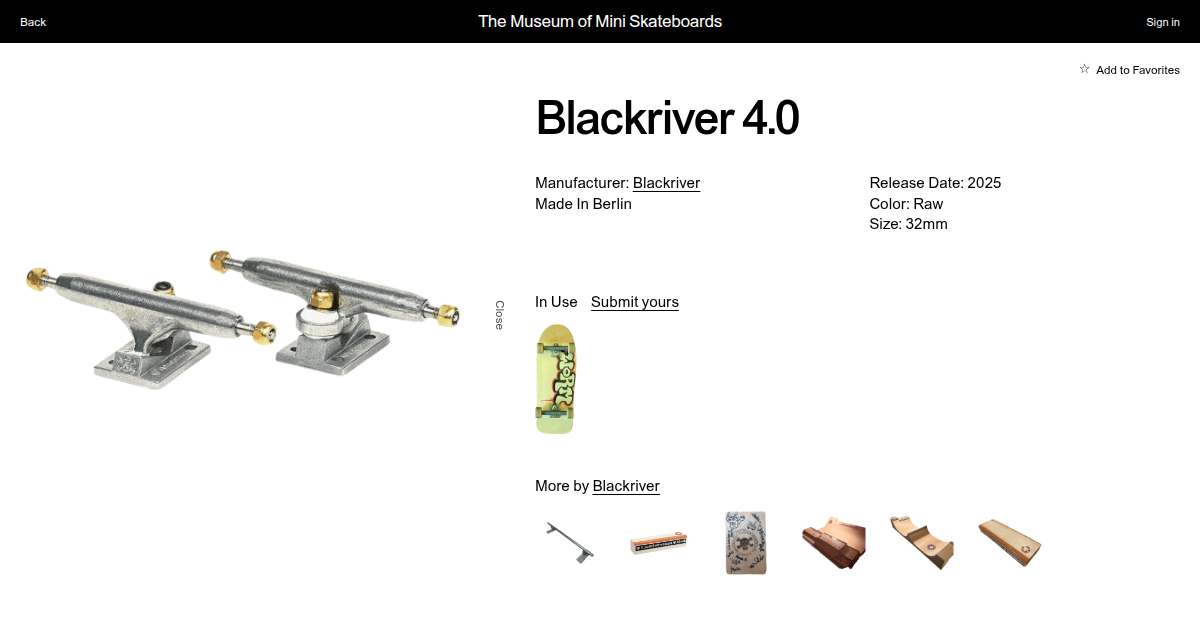 Back
The Museum of Mini Skateboards
Sign in
☆ Add to Favorites
Blackriver 4.0
Manufacturer: Blackriver
Made In Berlin
Release Date: 2025
Color: Raw
Size: 32mm
Close
In Use Submit yours
More by Blackriver